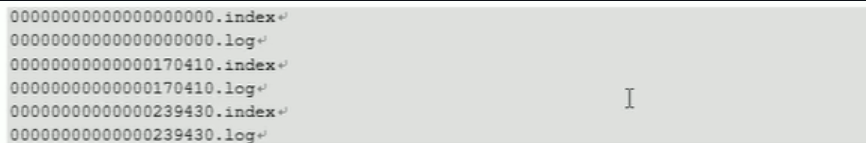 00000000000000000000.index
00000000000000000000.log
00000000000000170410.index
00000000000000170410.log
00000000000000239430.index
00000000000000239430.log